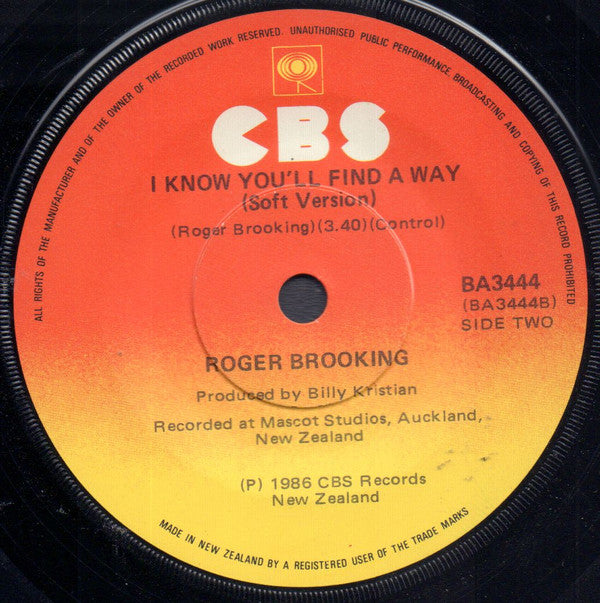 ALL RIGHTS OF THE MANUFACTURER AND OF THE OWNER OF THE RECORDED WORK RESERVED. UNAUTHORISED PUBLIC PERFORMANCE BROADCASTING AND COPYING OF THIS RECORD PROHIBITED
CBS
I KNOW YOU'LL FIND A WAY
(Soft Version)
(Roger Brooking)(3.40)(Control)
BA3444
(BA3444B)
SIDE TWO
ROGER BROOKING
Produced by Billy Kristian
Recorded at Mascot Studios, Auckland,
New Zealand
(P) 1986 CBS Records
New Zealand
MADE IN NEW ZEALAND BY A REGISTERED USER OF THE TRADE MARKS